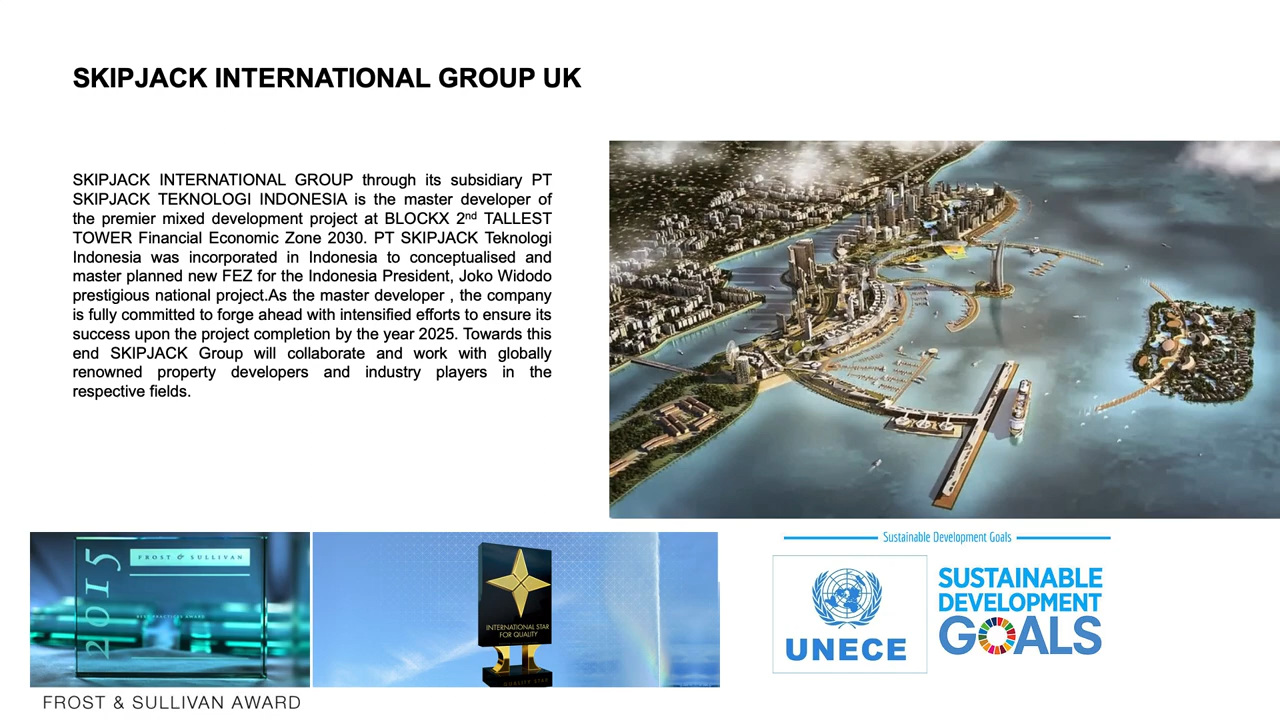 SKIPJACK INTERNATIONAL GROUP UK
SKIPJACK INTERNATIONAL GROUP through its subsidiary PT
SKIPJACK TEKNOLOGI INDONESIA is the master developer of
the premier mixed development project at BLOCKX 2nd TALLEST
TOWER Financial Economic Zone 2030. PT SKIPJACK Teknologi
Indonesia was incorporated in Indonesia to conceptualised and
master planned new FEZ for the Indonesia President, Joko Widodo
prestigious national project.As the master developer , the company
is fully committed to forge ahead with intensified efforts to ensure its
success upon the project completion by the year 2025. Towards this
end SKIPJACK Group will collaborate and work with globally
renowned property developers and industry players in the
respective fields.
2015
FROST & SULLIVAN
BEST PRACTICES AWARD
INTERNATIONAL STAR
FOR QUALITY
QUALITY STAR
Sustainable Development Goals
UNECE
SUSTAINABLE
DEVELOPMENT
GOALS
FROST & SULLIVAN AWARD